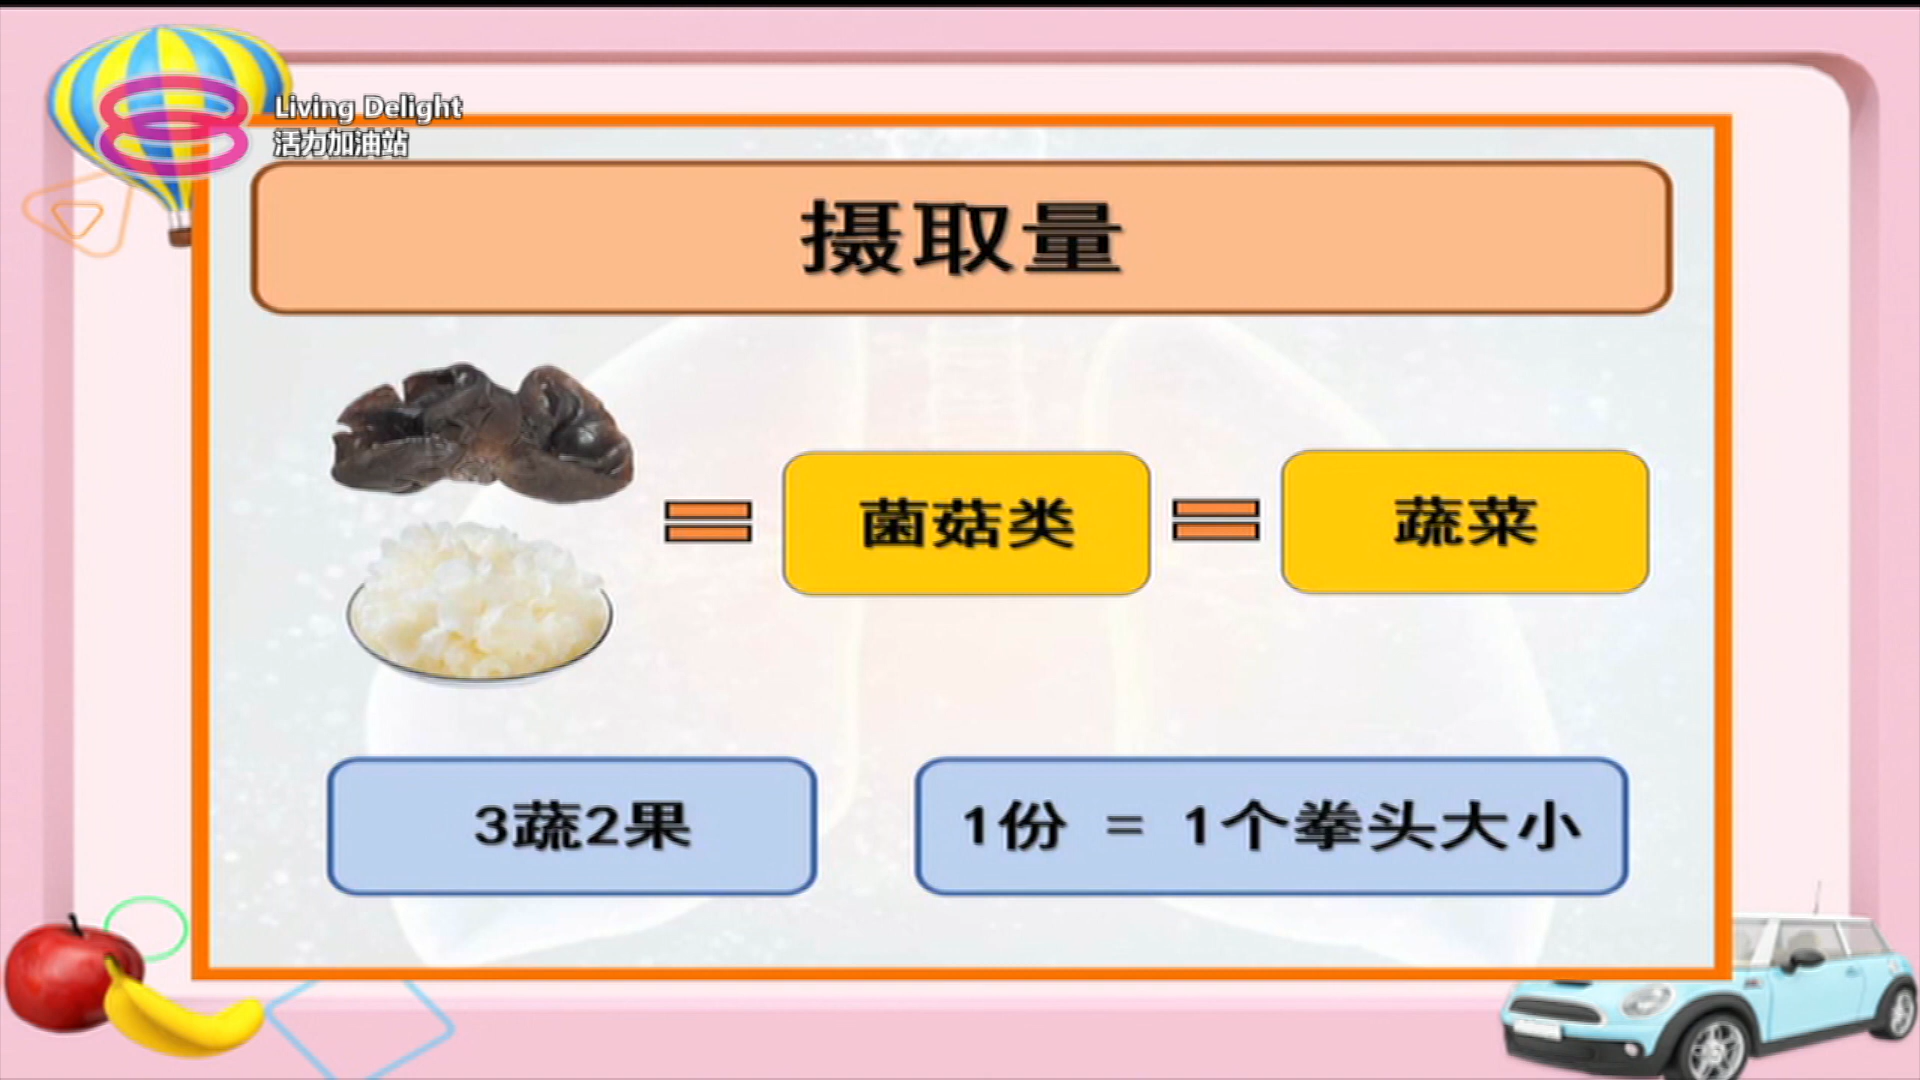 Living Delight
活力加油站
摄取量
菌菇类 = 蔬菜
3蔬2果
1份 = 1个拳头大小